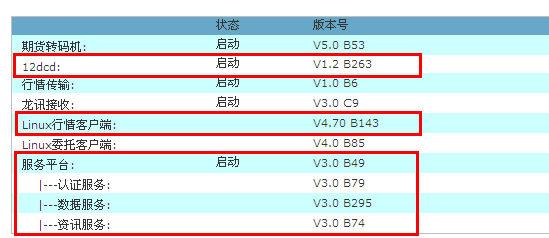 状态 版本号
期货转码机: 启动 V5.0 B53
12dcd: 启动 V1.2 B263
行情传输: 启动 V1.0 B6
龙讯接收: 启动 V3.0 C9
Linux行情客户端: V4.70 B143
Linux委托客户端: V4.0 B85
服务平台: 启动 V3.0 B49
|---认证服务: V3.0 B79
|---数据服务: V3.0 B295
|---资讯服务: V3.0 B74